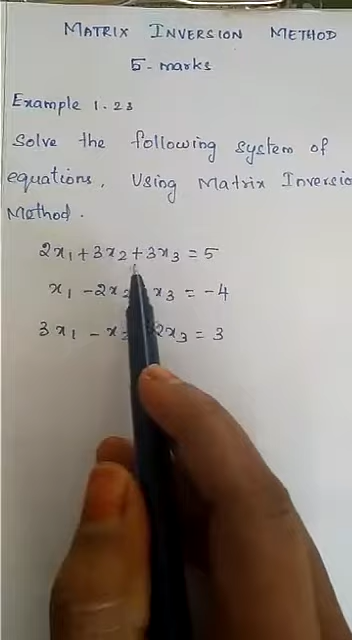 MATRIX INVERSION METHOD
5-marks
Example 1.23
Solve the following system of
equations, Using Matrix Inversio
Method.
2x₁ + 3x₂ + 3x₃ = 5
x₁ - 2x₂ x₃ = -4
3x₁ - x₂ 2x₃ = 3